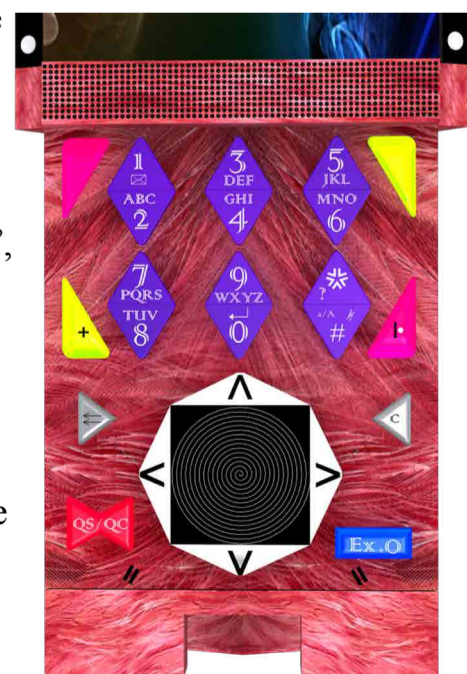 e
1 3 5
DEF JKL
ABC GHI MNO
2 4 6
,
,
7 9 *
PQRS WXYZ ?
TUV a/A
8 0 #
+
C
< >
e
QS/QC Ex.O